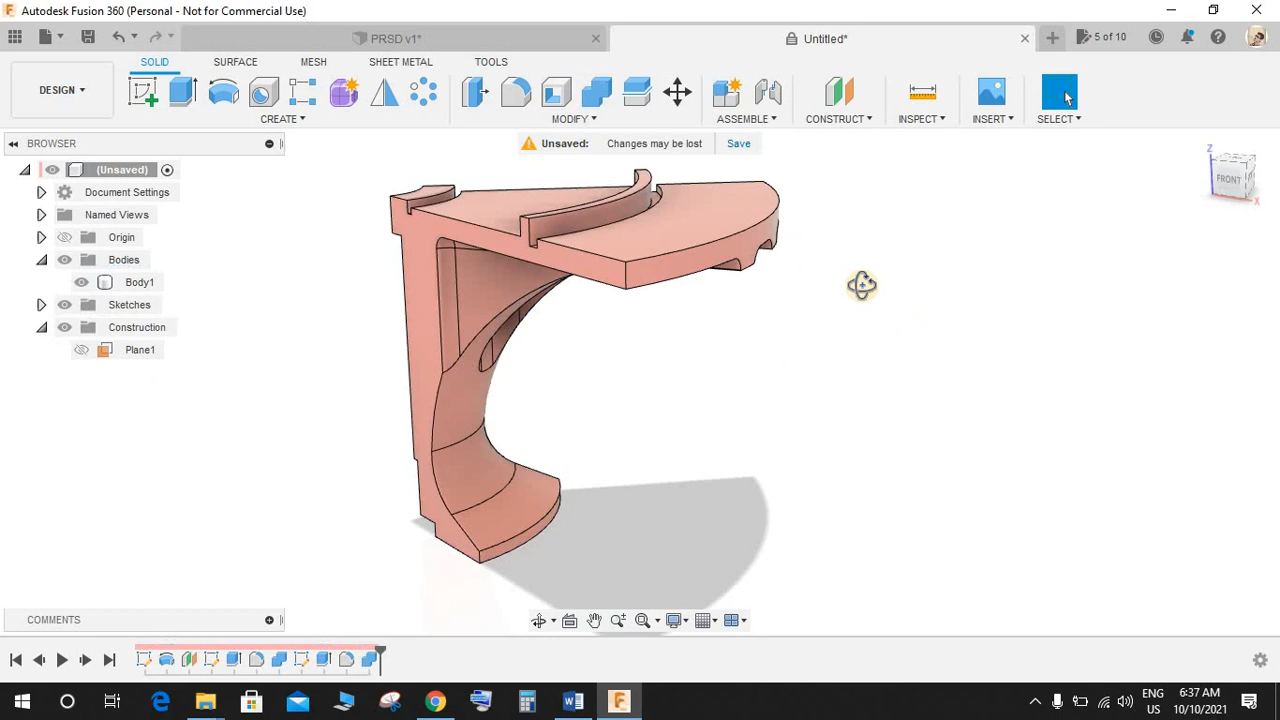 Autodesk Fusion 360 (Personal - Not for Commercial Use)
PRSD v1*
Untitled*
5 of 10
SOLID SURFACE MESH SHEET METAL TOOLS
DESIGN
CREATE MODIFY ASSEMBLE CONSTRUCT INSPECT INSERT SELECT
BROWSER
Unsaved: Changes may be lost Save
(Unsaved)
Document Settings
Named Views
Origin
Bodies
Body1
Sketches
Construction
Plane1
Z
FRONT
X
COMMENTS
ENG
US
6:37 AM
10/10/2021